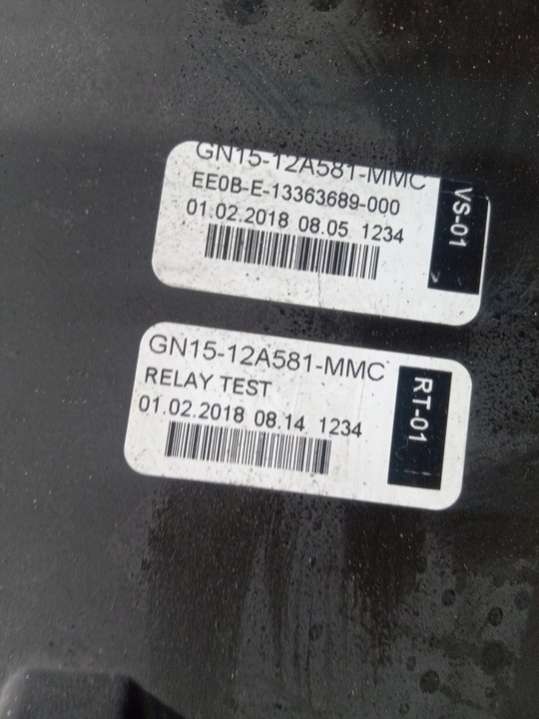 GN15-12A581-MMC
EE0B-E-13363689-000
01.02.2018 08.05 1234
VS-01
GN15-12A581-MMC
RELAY TEST
01.02.2018 08.14 1234
RT-01